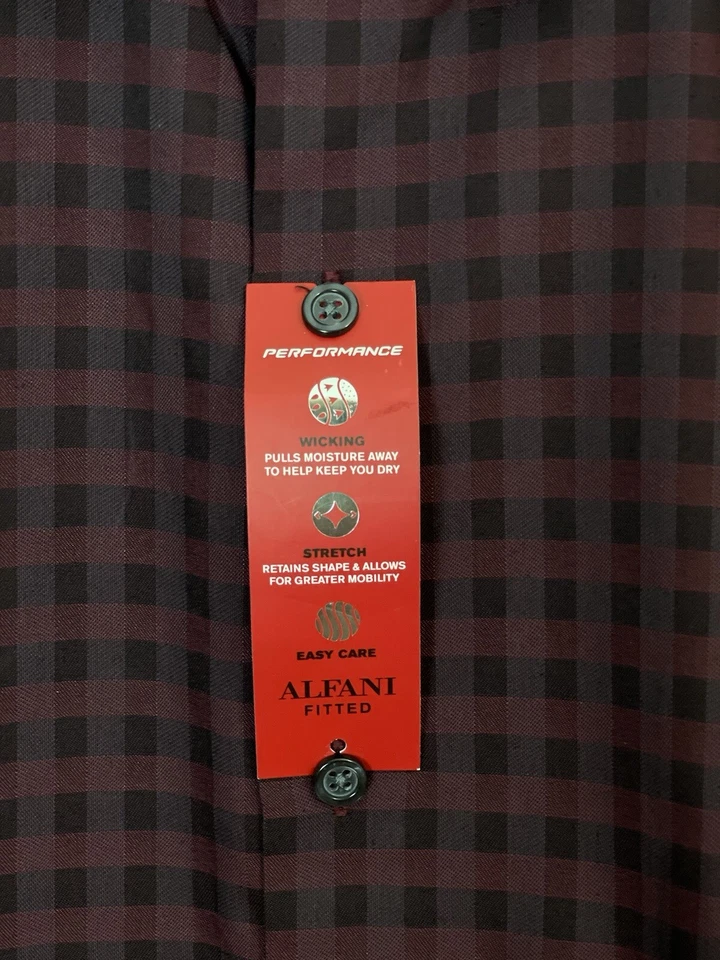 PERFORMANCE
WICKING
PULLS MOISTURE AWAY
TO HELP KEEP YOU DRY
STRETCH
RETAINS SHAPE & ALLOWS
FOR GREATER MOBILITY
EASY CARE
ALFANI
FITTED